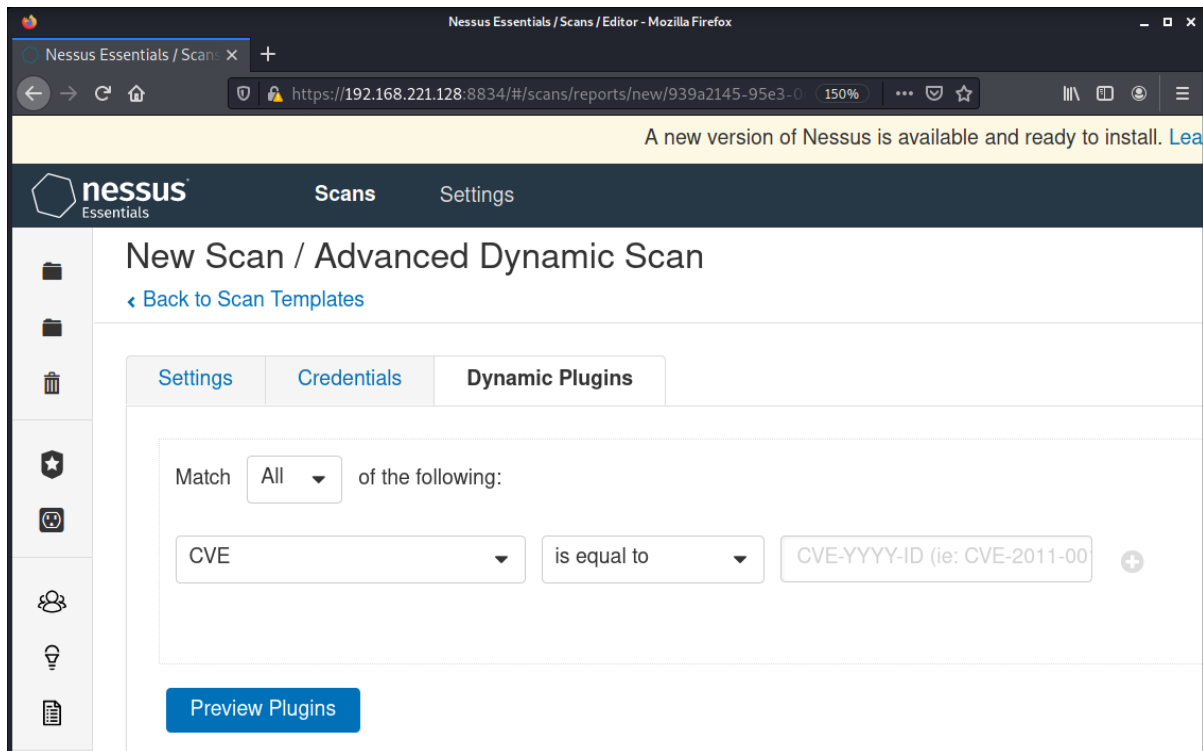 Nessus Essentials / Scans / Editor - Mozilla Firefox
Nessus Essentials / Scans
https://192.168.221.128:8834/#/scans/reports/new/939a2145-95e3-0 150%
A new version of Nessus is available and ready to install. Lea
nessus Scans Settings
Essentials
New Scan / Advanced Dynamic Scan
Back to Scan Templates
Settings Credentials Dynamic Plugins
Match All of the following:
CVE is equal to CVE-YYYY-ID (ie: CVE-2011-00
Preview Plugins